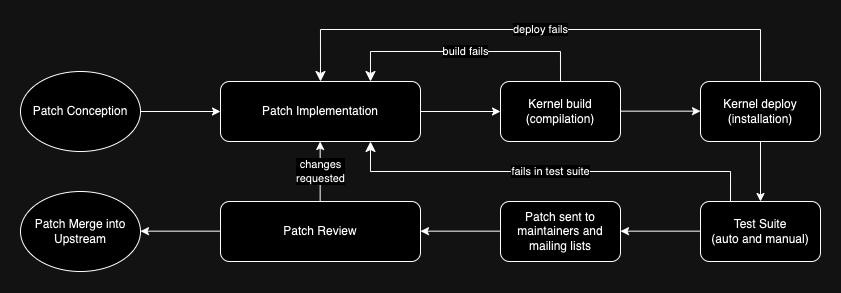 deploy fails
build fails
Patch Conception
Patch Implementation
Kernel build
(compilation)
Kernel deploy
(installation)
changes
requested
fails in test suite
Patch Merge into
Upstream
Patch Review
Patch sent to
maintainers and
mailing lists
Test Suite
(auto and manual)